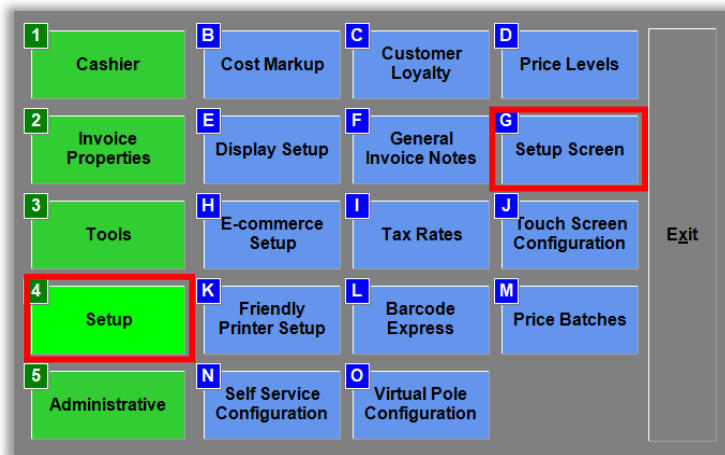 1
Cashier
B
Cost Markup
C
Customer
Loyalty
D
Price Levels
2
Invoice
Properties
E
Display Setup
F
General
Invoice Notes
G
Setup Screen
3
Tools
H
E-commerce
Setup
I
Tax Rates
J
Touch Screen
Configuration
Exit
4
Setup
K
Friendly
Printer Setup
L
Barcode
Express
M
Price Batches
5
Administrative
N
Self Service
Configuration
O
Virtual Pole
Configuration